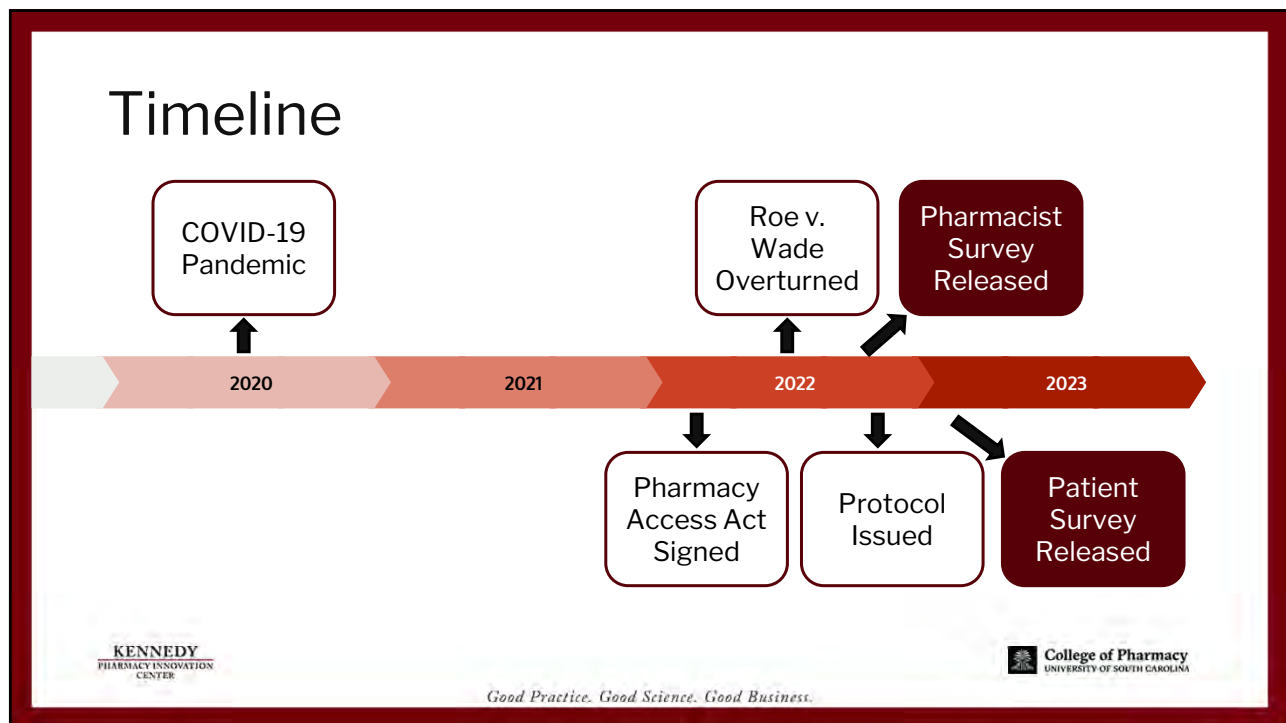 Timeline
COVID-19
Pandemic
Roe v.
Wade
Overturned
Pharmacist
Survey
Released
2020
2021
2022
2023
Pharmacy
Access Act
Signed
Protocol
Issued
Patient
Survey
Released
KENNEDY
PHARMACY INNOVATION
CENTER
College of Pharmacy
UNIVERSITY OF SOUTH CAROLINA
Good Practice. Good Science. Good Business.